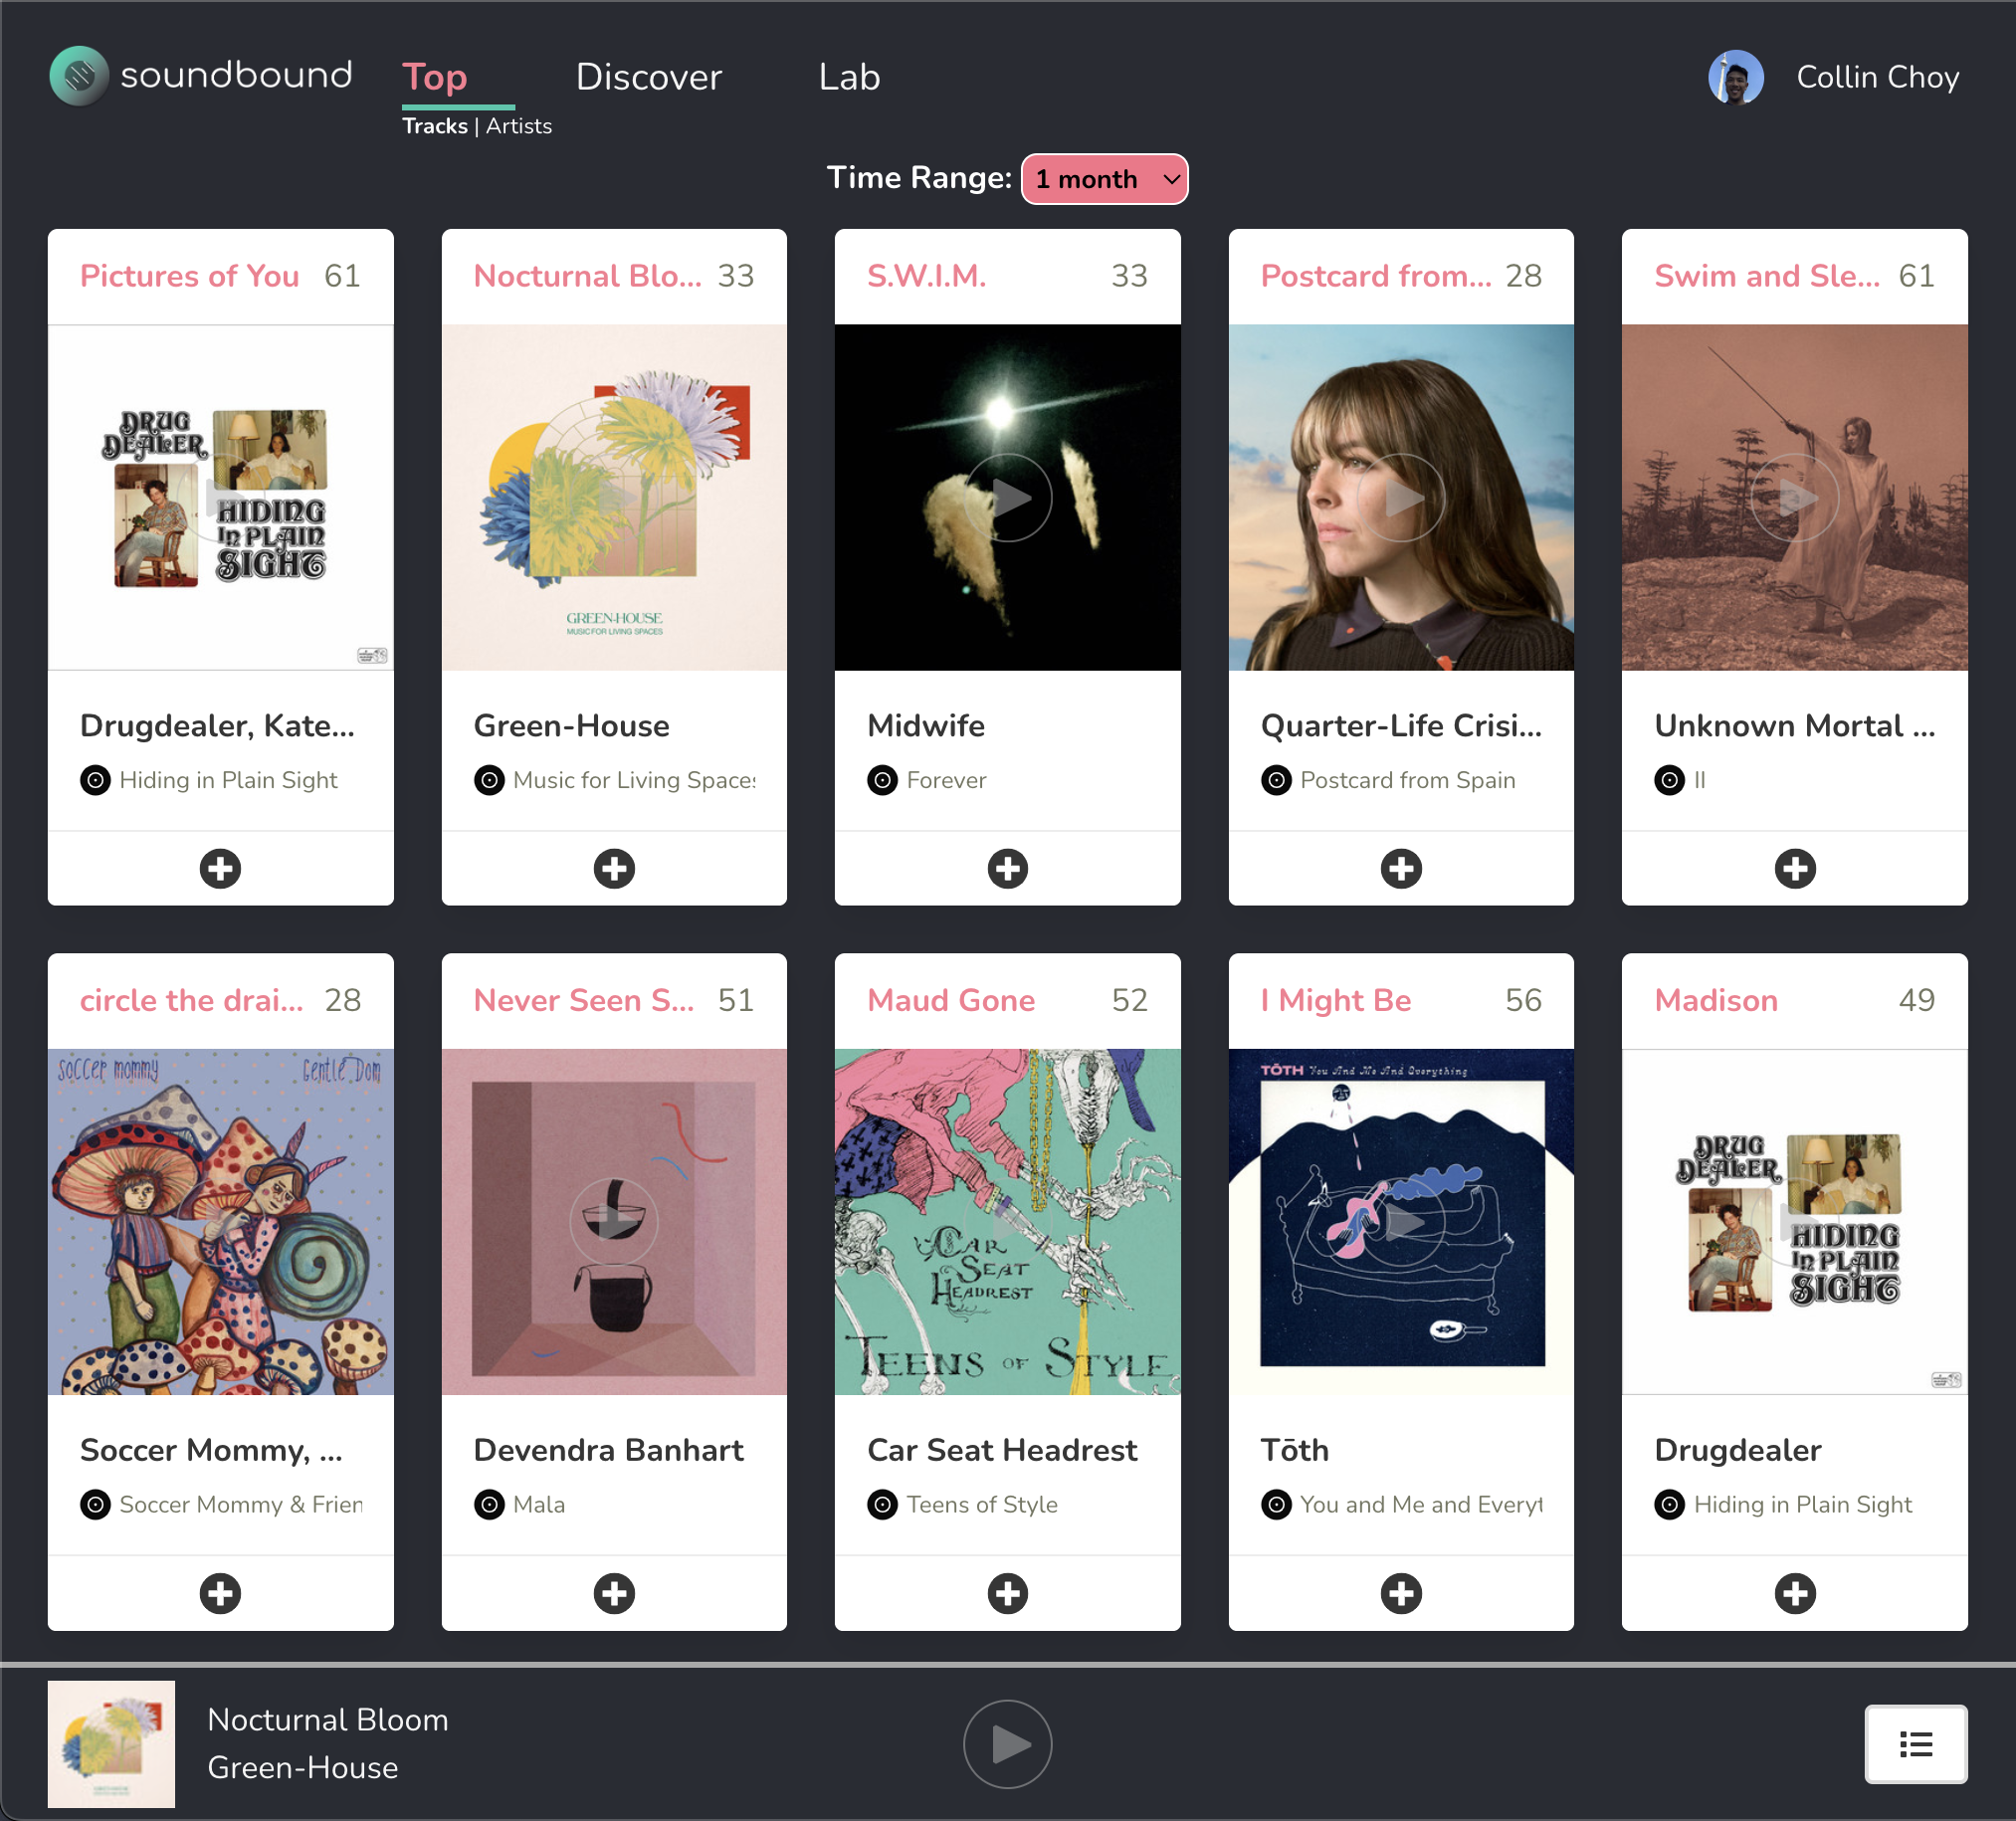 soundbound
Top
Discover
Lab
Collin Choy
Tracks | Artists
Time Range: 1 month
Pictures of You 61
Nocturnal Blo... 33
S.W.I.M. 33
Postcard from... 28
Swim and Sle... 61
DRUG
DEALER
HIDING
In PLAIN
SIGHT
GREEN-HOUSE
MUSIC FOR LIVING SPACES
Drugdealer, Kate...
Hiding in Plain Sight
Green-House
Music for Living Spaces
Midwife
Forever
Quarter-Life Crisi...
Postcard from Spain
Unknown Mortal ...
II
circle the drai... 28
Never Seen S... 51
Maud Gone 52
I Might Be 56
Madison 49
Soccer mommy
Gentle Dom
CAR
SEAT
HEADREST
TEENS OF STYLE
TŌTH You And Me And Everything
DRUG
DEALER
HIDING
In PLAIN
SIGHT
Soccer Mommy, ...
Soccer Mommy & Frien
Devendra Banhart
Mala
Car Seat Headrest
Teens of Style
Tōth
You and Me and Everyt
Drugdealer
Hiding in Plain Sight
Nocturnal Bloom
Green-House